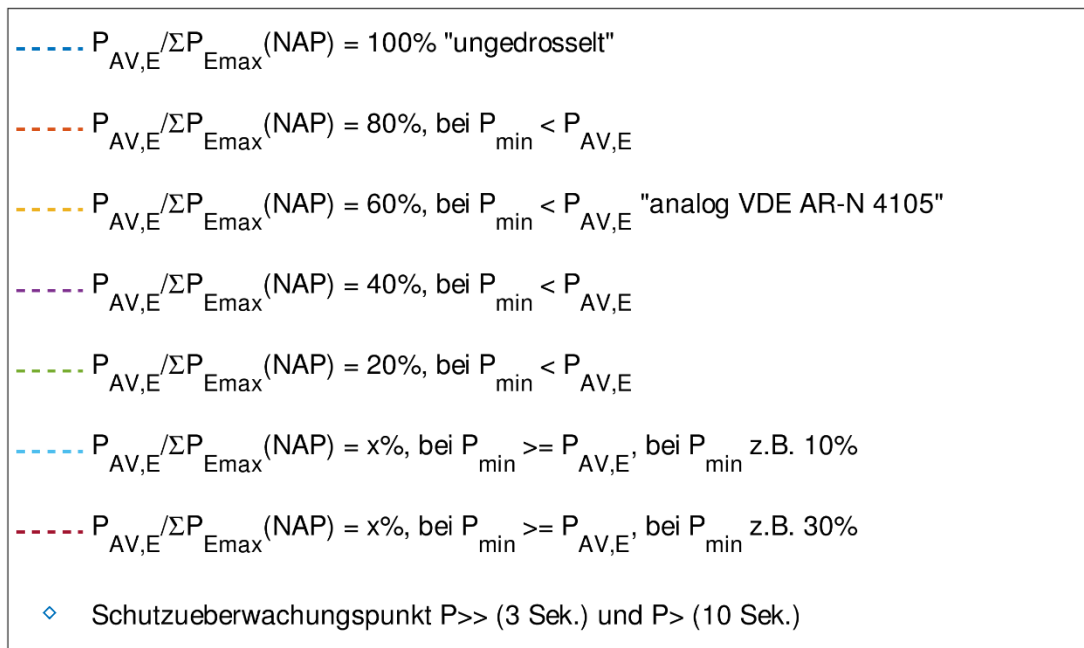 P_AV,E/ΣP_Emax(NAP) = 100% "ungedrosselt"
P_AV,E/ΣP_Emax(NAP) = 80%, bei P_min < P_AV,E
P_AV,E/ΣP_Emax(NAP) = 60%, bei P_min < P_AV,E "analog VDE AR-N 4105"
P_AV,E/ΣP_Emax(NAP) = 40%, bei P_min < P_AV,E
P_AV,E/ΣP_Emax(NAP) = 20%, bei P_min < P_AV,E
P_AV,E/ΣP_Emax(NAP) = x%, bei P_min >= P_AV,E, bei P_min z.B. 10%
P_AV,E/ΣP_Emax(NAP) = x%, bei P_min >= P_AV,E, bei P_min z.B. 30%
Schutzueberwachungspunkt P>> (3 Sek.) und P> (10 Sek.)